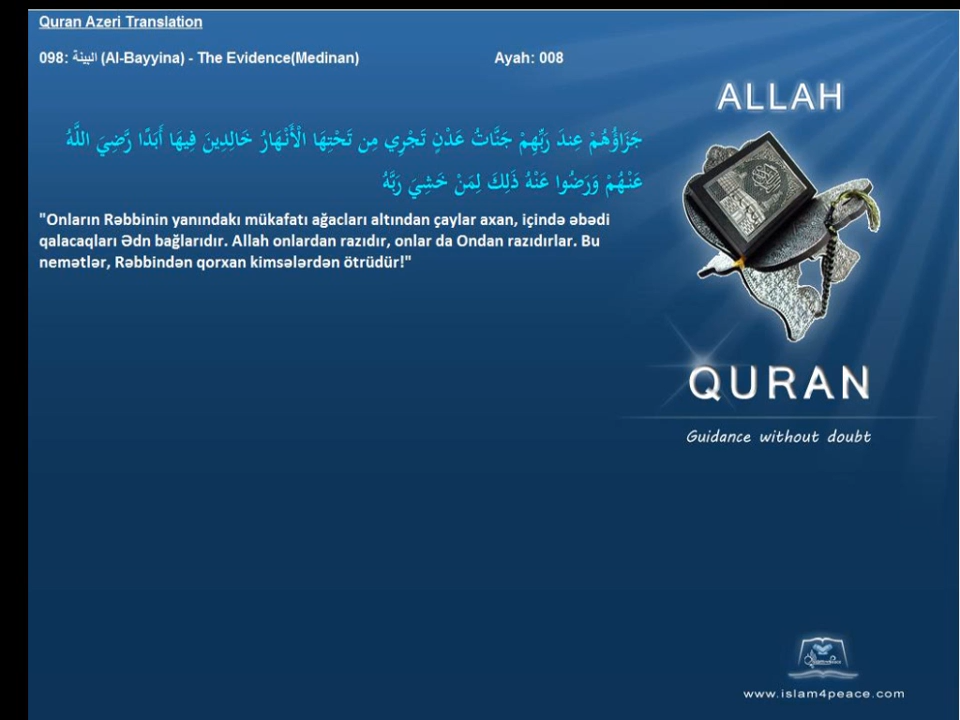 Quran Azeri Translation
098: البينة (Al-Bayyina) - The Evidence(Medinan) Ayah: 008
جَزَاؤُهُمْ عِندَ رَبِّهِمْ جَنَّاتُ عَدْنٍ تَجْرِي مِن تَحْتِهَا الْأَنْهَارُ خَالِدِينَ فِيهَا أَبَدًا رَّضِيَ اللَّهُ
عَنْهُمْ وَرَضُوا عَنْهُ ذَلِكَ لِمَنْ خَشِيَ رَبَّهُ
"Onların Rəbbinin yanındakı mükafatı ağacları altından çaylar axan, içində əbədi
qalacaqları Ədn bağlarıdır. Allah onlardan razıdır, onlar da Ondan razıdırlar. Bu
nemətlər, Rəbbindən qorxan kimsələrdən ötrüdür!"
ALLAH
QURAN
Guidance without doubt
www.islam4peace.com